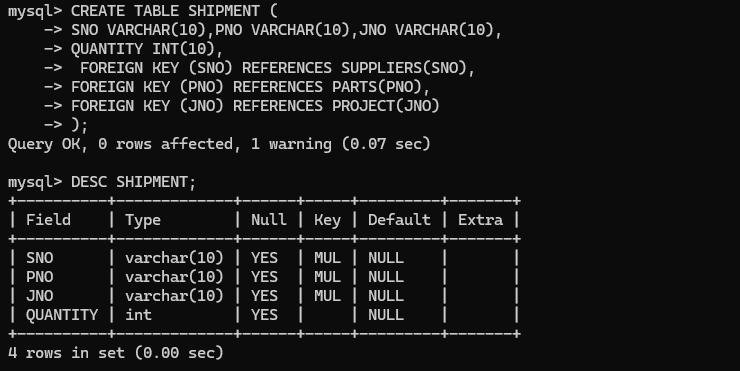 mysql> CREATE TABLE SHIPMENT (
    -> SNO VARCHAR(10),PNO VARCHAR(10),JNO VARCHAR(10),
    -> QUANTITY INT(10),
    ->  FOREIGN KEY (SNO) REFERENCES SUPPLIERS(SNO),
    -> FOREIGN KEY (PNO) REFERENCES PARTS(PNO),
    -> FOREIGN KEY (JNO) REFERENCES PROJECT(JNO)
    -> );
Query OK, 0 rows affected, 1 warning (0.07 sec)

mysql> DESC SHIPMENT;
+----------+-------------+------+-----+---------+-------+
| Field    | Type        | Null | Key | Default | Extra |
+----------+-------------+------+-----+---------+-------+
| SNO      | varchar(10) | YES  | MUL | NULL    |       |
| PNO      | varchar(10) | YES  | MUL | NULL    |       |
| JNO      | varchar(10) | YES  | MUL | NULL    |       |
| QUANTITY | int         | YES  |     | NULL    |       |
+----------+-------------+------+-----+---------+-------+
4 rows in set (0.00 sec)